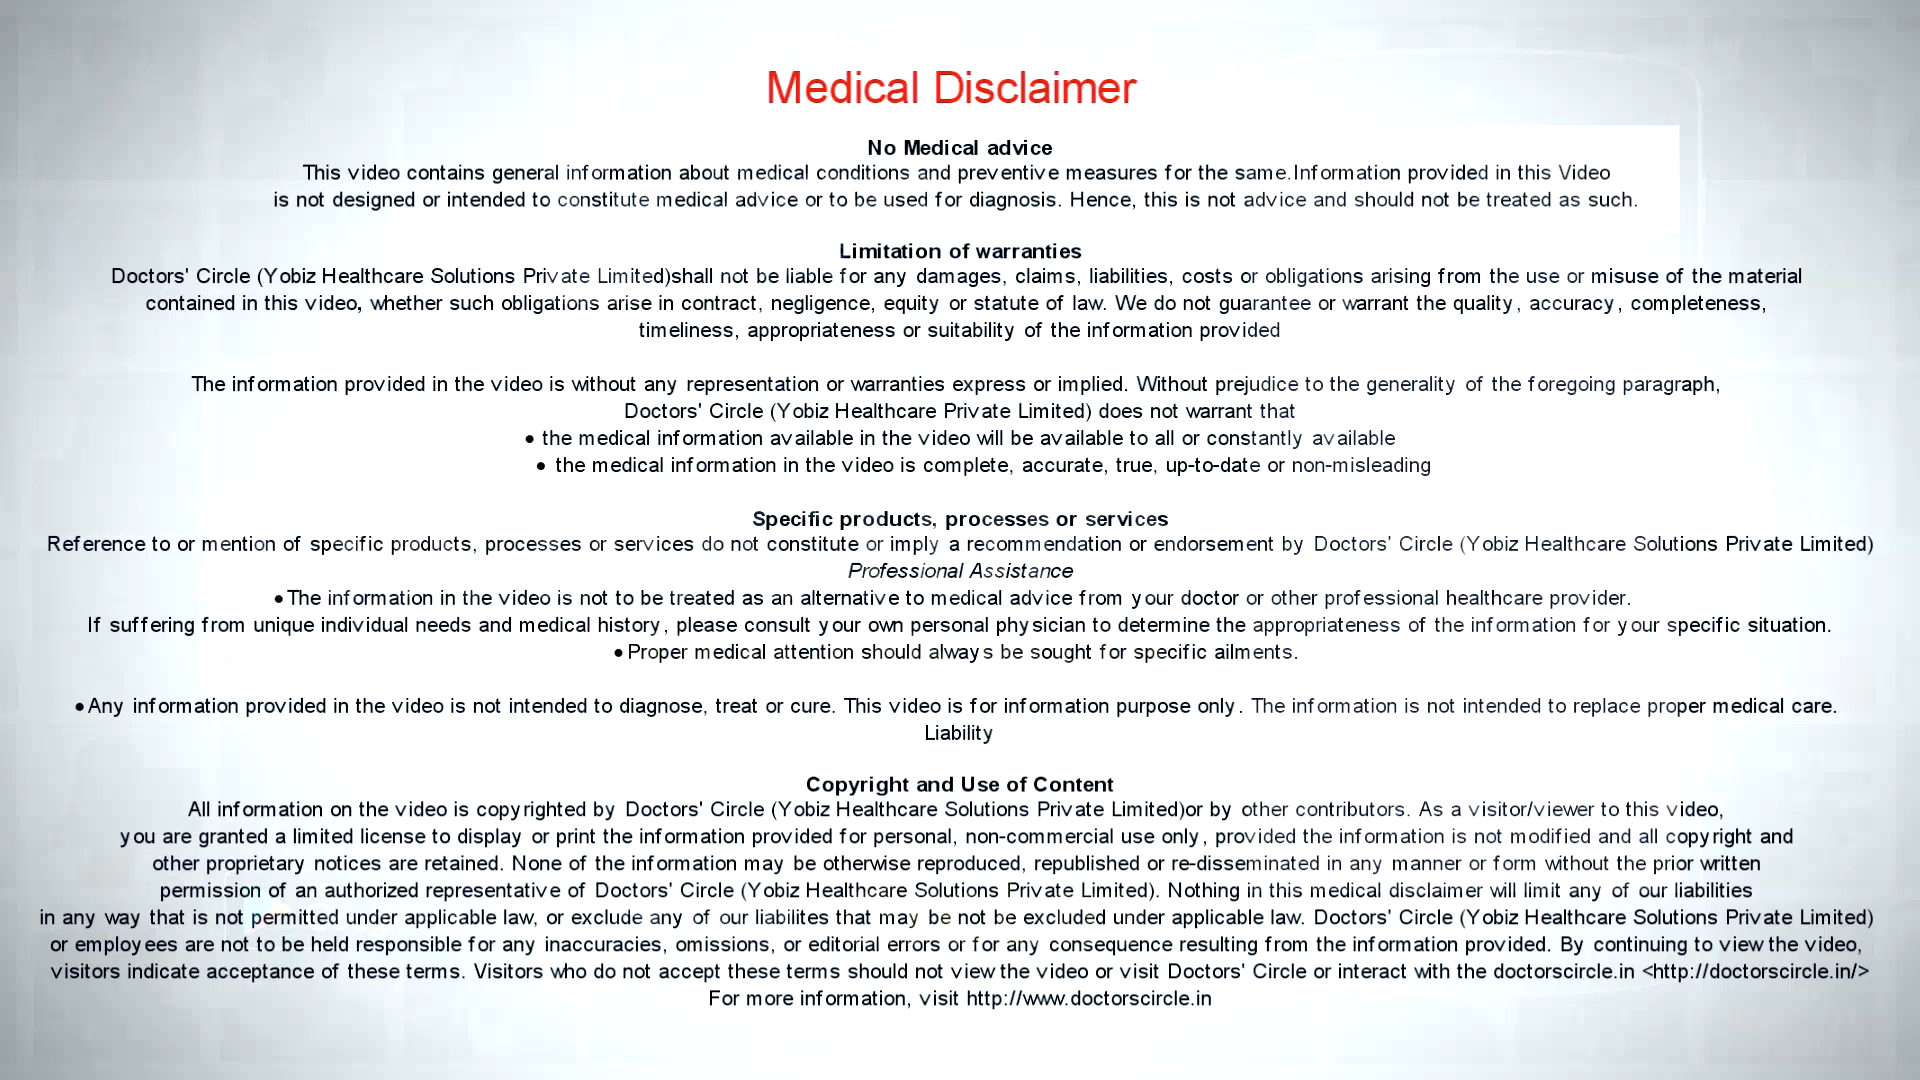 Medical Disclaimer
No Medical advice
This video contains general information about medical conditions and preventive measures for the same.Information provided in this Video
is not designed or intended to constitute medical advice or to be used for diagnosis. Hence, this is not advice and should not be treated as such.
Limitation of warranties
Doctors' Circle (Yobiz Healthcare Solutions Private Limited)shall not be liable for any damages, claims, liabilities, costs or obligations arising from the use or misuse of the material
contained in this video, whether such obligations arise in contract, negligence, equity or statute of law. We do not guarantee or warrant the quality, accuracy, completeness,
timeliness, appropriateness or suitability of the information provided
The information provided in the video is without any representation or warranties express or implied. Without prejudice to the generality of the foregoing paragraph,
Doctors' Circle (Yobiz Healthcare Private Limited) does not warrant that
• the medical information available in the video will be available to all or constantly available
• the medical information in the video is complete, accurate, true, up-to-date or non-misleading
Specific products, processes or services
Reference to or mention of specific products, processes or services do not constitute or imply a recommendation or endorsement by Doctors' Circle (Yobiz Healthcare Solutions Private Limited)
Professional Assistance
•The information in the video is not to be treated as an alternative to medical advice from your doctor or other professional healthcare provider.
If suffering from unique individual needs and medical history, please consult your own personal physician to determine the appropriateness of the information for your specific situation.
•Proper medical attention should always be sought for specific ailments.
•Any information provided in the video is not intended to diagnose, treat or cure. This video is for information purpose only. The information is not intended to replace proper medical care.
Liability
Copyright and Use of Content
All information on the video is copyrighted by Doctors' Circle (Yobiz Healthcare Solutions Private Limited)or by other contributors. As a visitor/viewer to this video,
you are granted a limited license to display or print the information provided for personal, non-commercial use only, provided the information is not modified and all copyright and
other proprietary notices are retained. None of the information may be otherwise reproduced, republished or re-disseminated in any manner or form without the prior written
permission of an authorized representative of Doctors' Circle (Yobiz Healthcare Solutions Private Limited). Nothing in this medical disclaimer will limit any of our liabilities
in any way that is not permitted under applicable law, or exclude any of our liabilites that may be not be excluded under applicable law. Doctors' Circle (Yobiz Healthcare Solutions Private Limited)
or employees are not to be held responsible for any inaccuracies, omissions, or editorial errors or for any consequence resulting from the information provided. By continuing to view the video,
visitors indicate acceptance of these terms. Visitors who do not accept these terms should not view the video or visit Doctors' Circle or interact with the doctorscircle.in <http://doctorscircle.in/>
For more information, visit http://www.doctorscircle.in